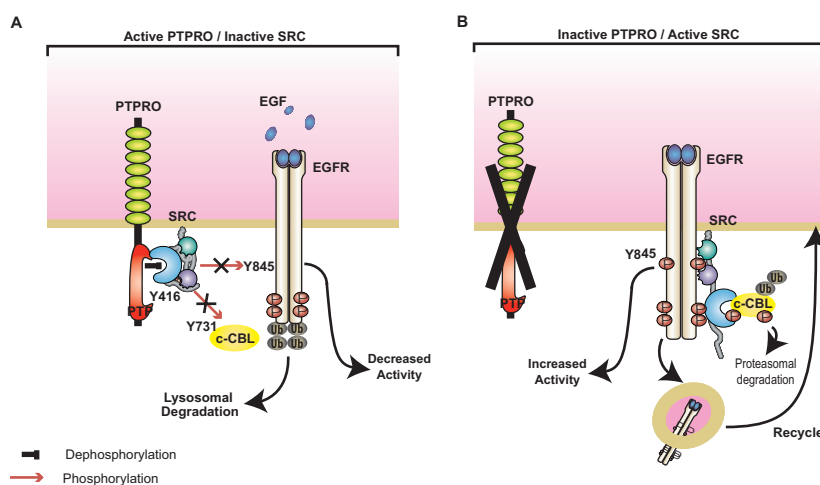 A
Active PTPRO / Inactive SRC
PTPRO
EGF
EGFR
SRC
Y845
Y416
PTP
Y731
c-CBL
P P
P P
Ub Ub
Ub Ub
Decreased
Activity
Lysosomal
Degradation
Dephosphorylation
Phosphorylation
B
Inactive PTPRO / Active SRC
PTPRO
EGFR
SRC
Y845
P P
Ub
Ub
c-CBL
P P
P P
P P
PTP
Increased
Activity
Proteasomal
degradation
Recycle